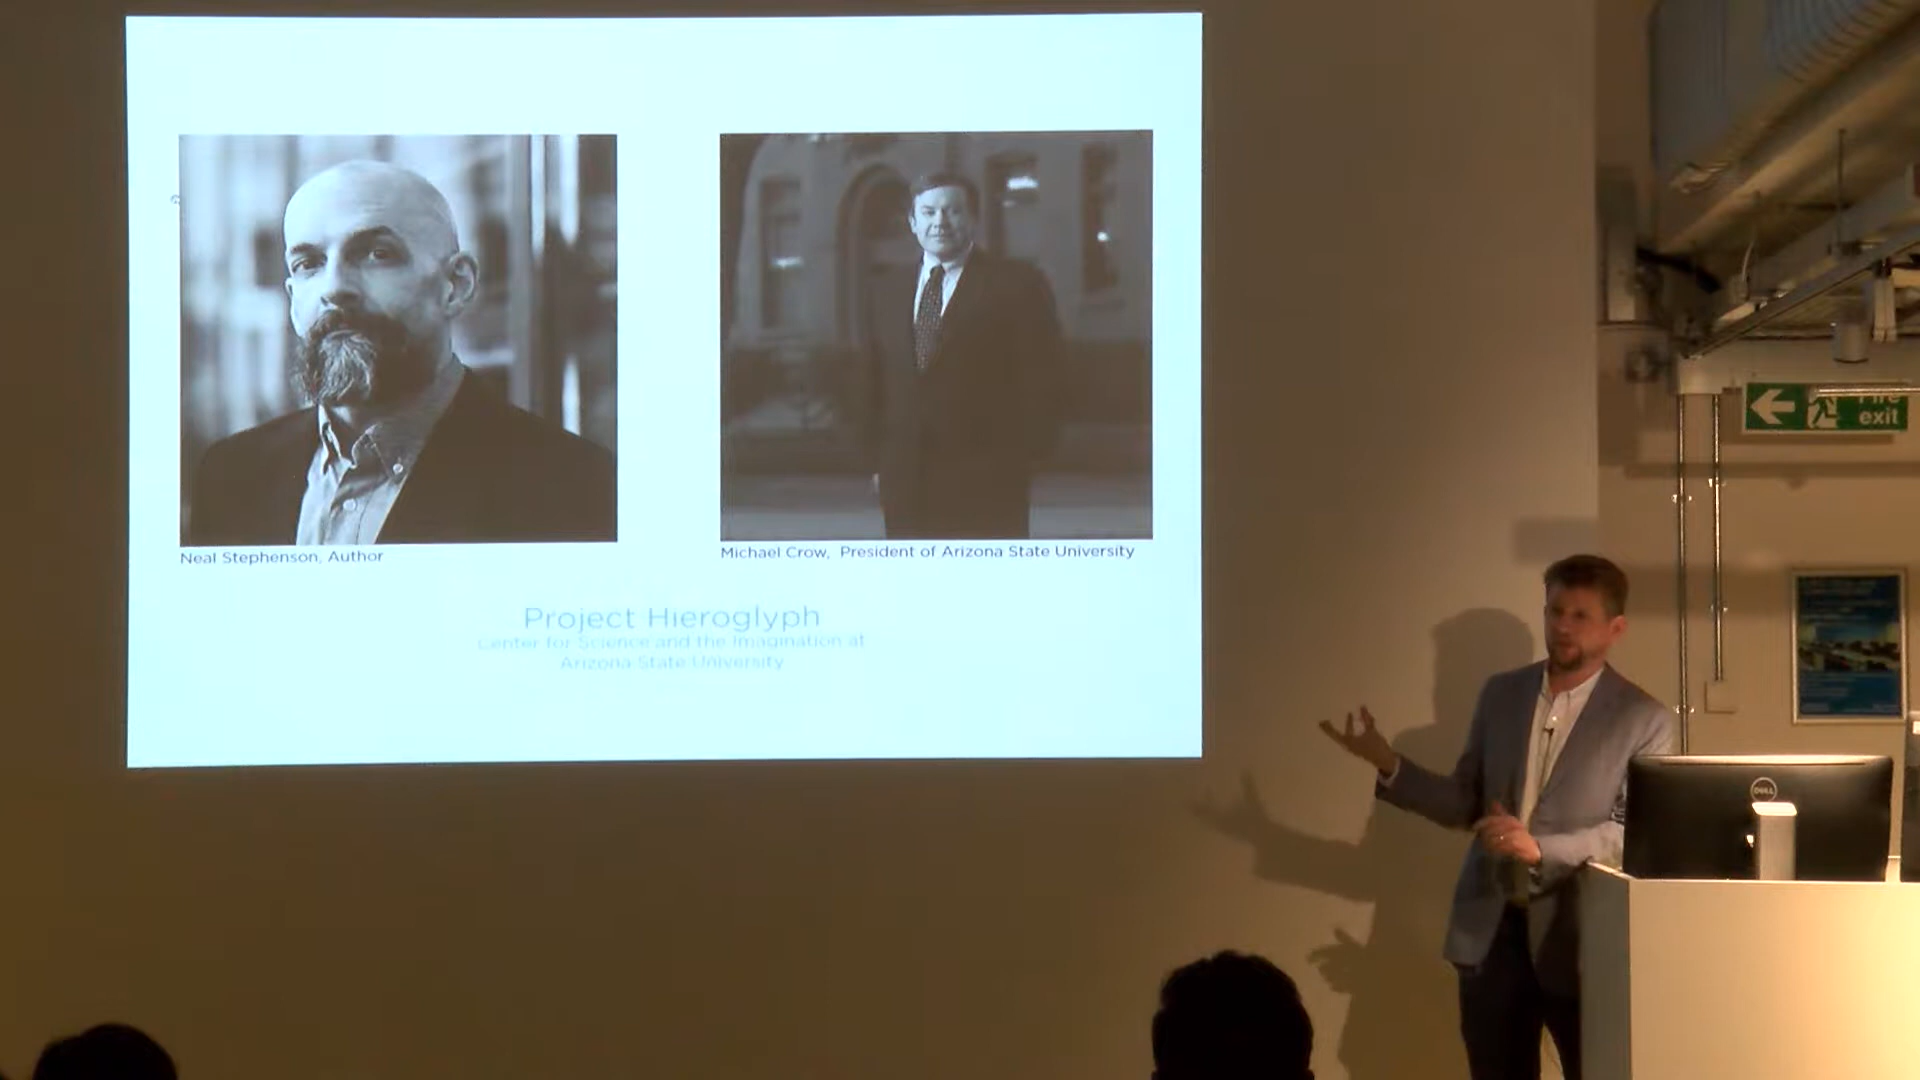 Neal Stephenson, Author
Michael Crow, President of Arizona State University
Project Hieroglyph
Center for Science and the Imagination at
Arizona State University
Fire
exit
DELL